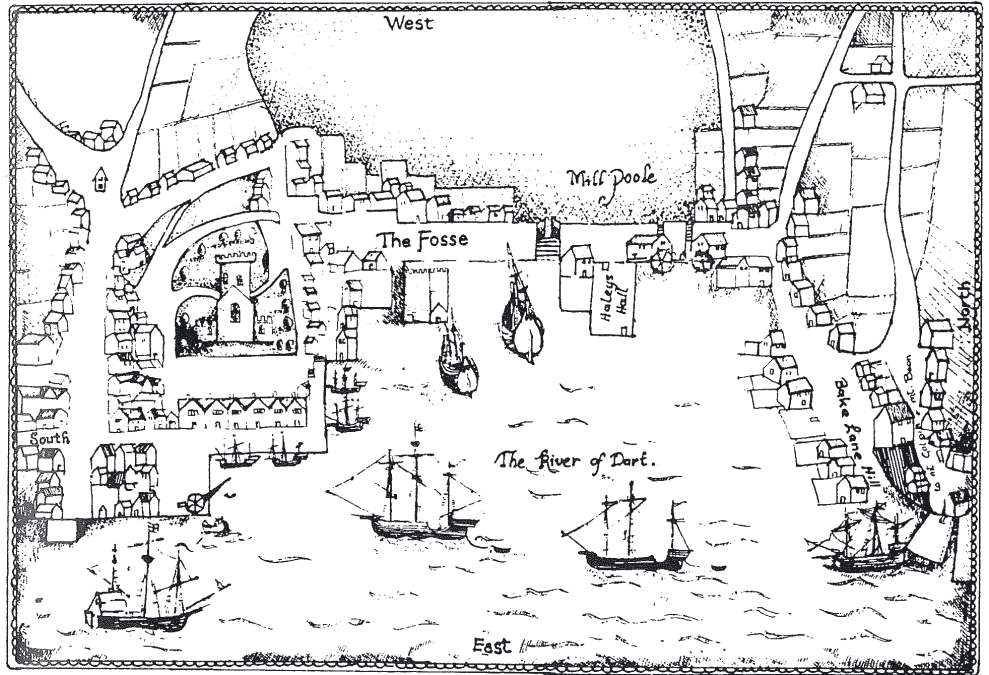 West
Mill Poole
The Fosse
Haleys
Hall
North
South
Bake Lane Hill
The River of Dart.
East